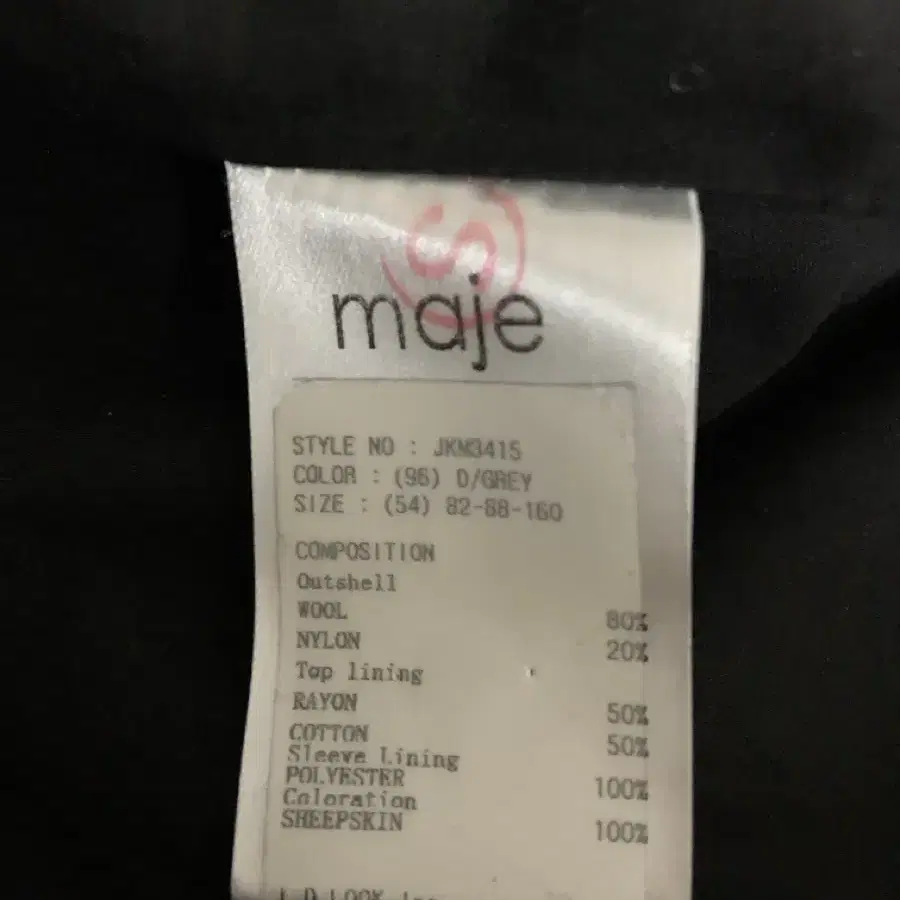 S
maje
STYLE NO : JKM3415
COLOR : (96) D/GREY
SIZE : (54) 82-88-160
COMPOSITION
Outshell
WOOL 80%
NYLON 20%
Top lining
RAYON 50%
COTTON 50%
Sleeve Lining
POLYESTER 100%
Coloration
SHEEPSKIN 100%